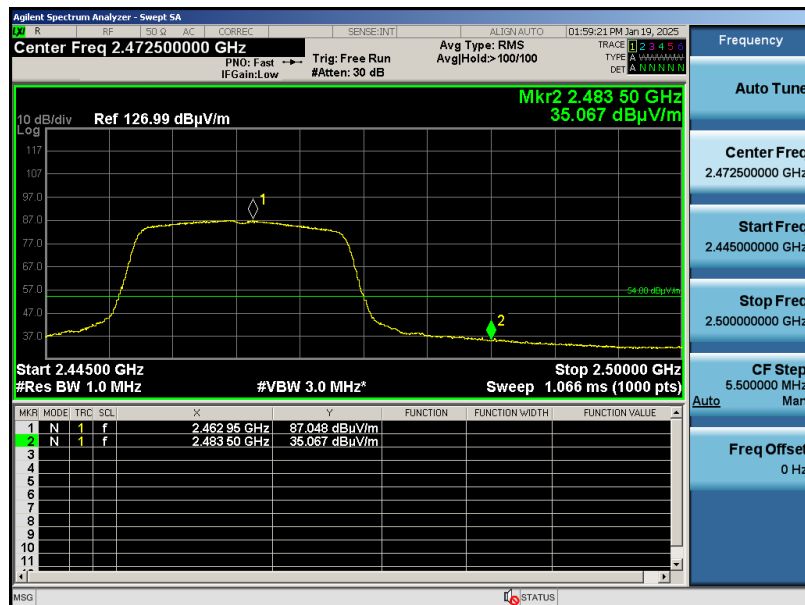 Agilent Spectrum Analyzer - Swept SA
LXI R RF 50 Ω AC CORREC SENSE:INT ALIGN AUTO 01:59:21 PM Jan 19, 2025
Center Freq 2.472500000 GHz
PNO: Fast
IFGain:Low
Trig: Free Run
#Atten: 30 dB
Avg Type: RMS
Avg|Hold:>100/100
TRACE 1 2 3 4 5 6
TYPE A WWWWW
DET A N N N N N
Mkr2 2.483 50 GHz
35.067 dBµV/m
10 dB/div
Log
Ref 126.99 dBµV/m
117
107
97.0
87.0
77.0
67.0
57.0
47.0
37.0
1
2
54.00 dBµV/m
Start 2.44500 GHz
Stop 2.50000 GHz
#Res BW 1.0 MHz
#VBW 3.0 MHz*
Sweep 1.066 ms (1000 pts)
MKR MODE TRC SCL X Y FUNCTION FUNCTION WIDTH FUNCTION VALUE
1 N 1 f 2.462 95 GHz 87.048 dBµV/m
2 N 1 f 2.483 50 GHz 35.067 dBµV/m
3
4
5
6
7
8
9
10
11
MSG
STATUS
Frequency
Auto Tune
Center Freq
2.472500000 GHz
Start Freq
2.445000000 GHz
Stop Freq
2.500000000 GHz
CF Step
5.500000 MHz
Auto Man
Freq Offset
0 Hz